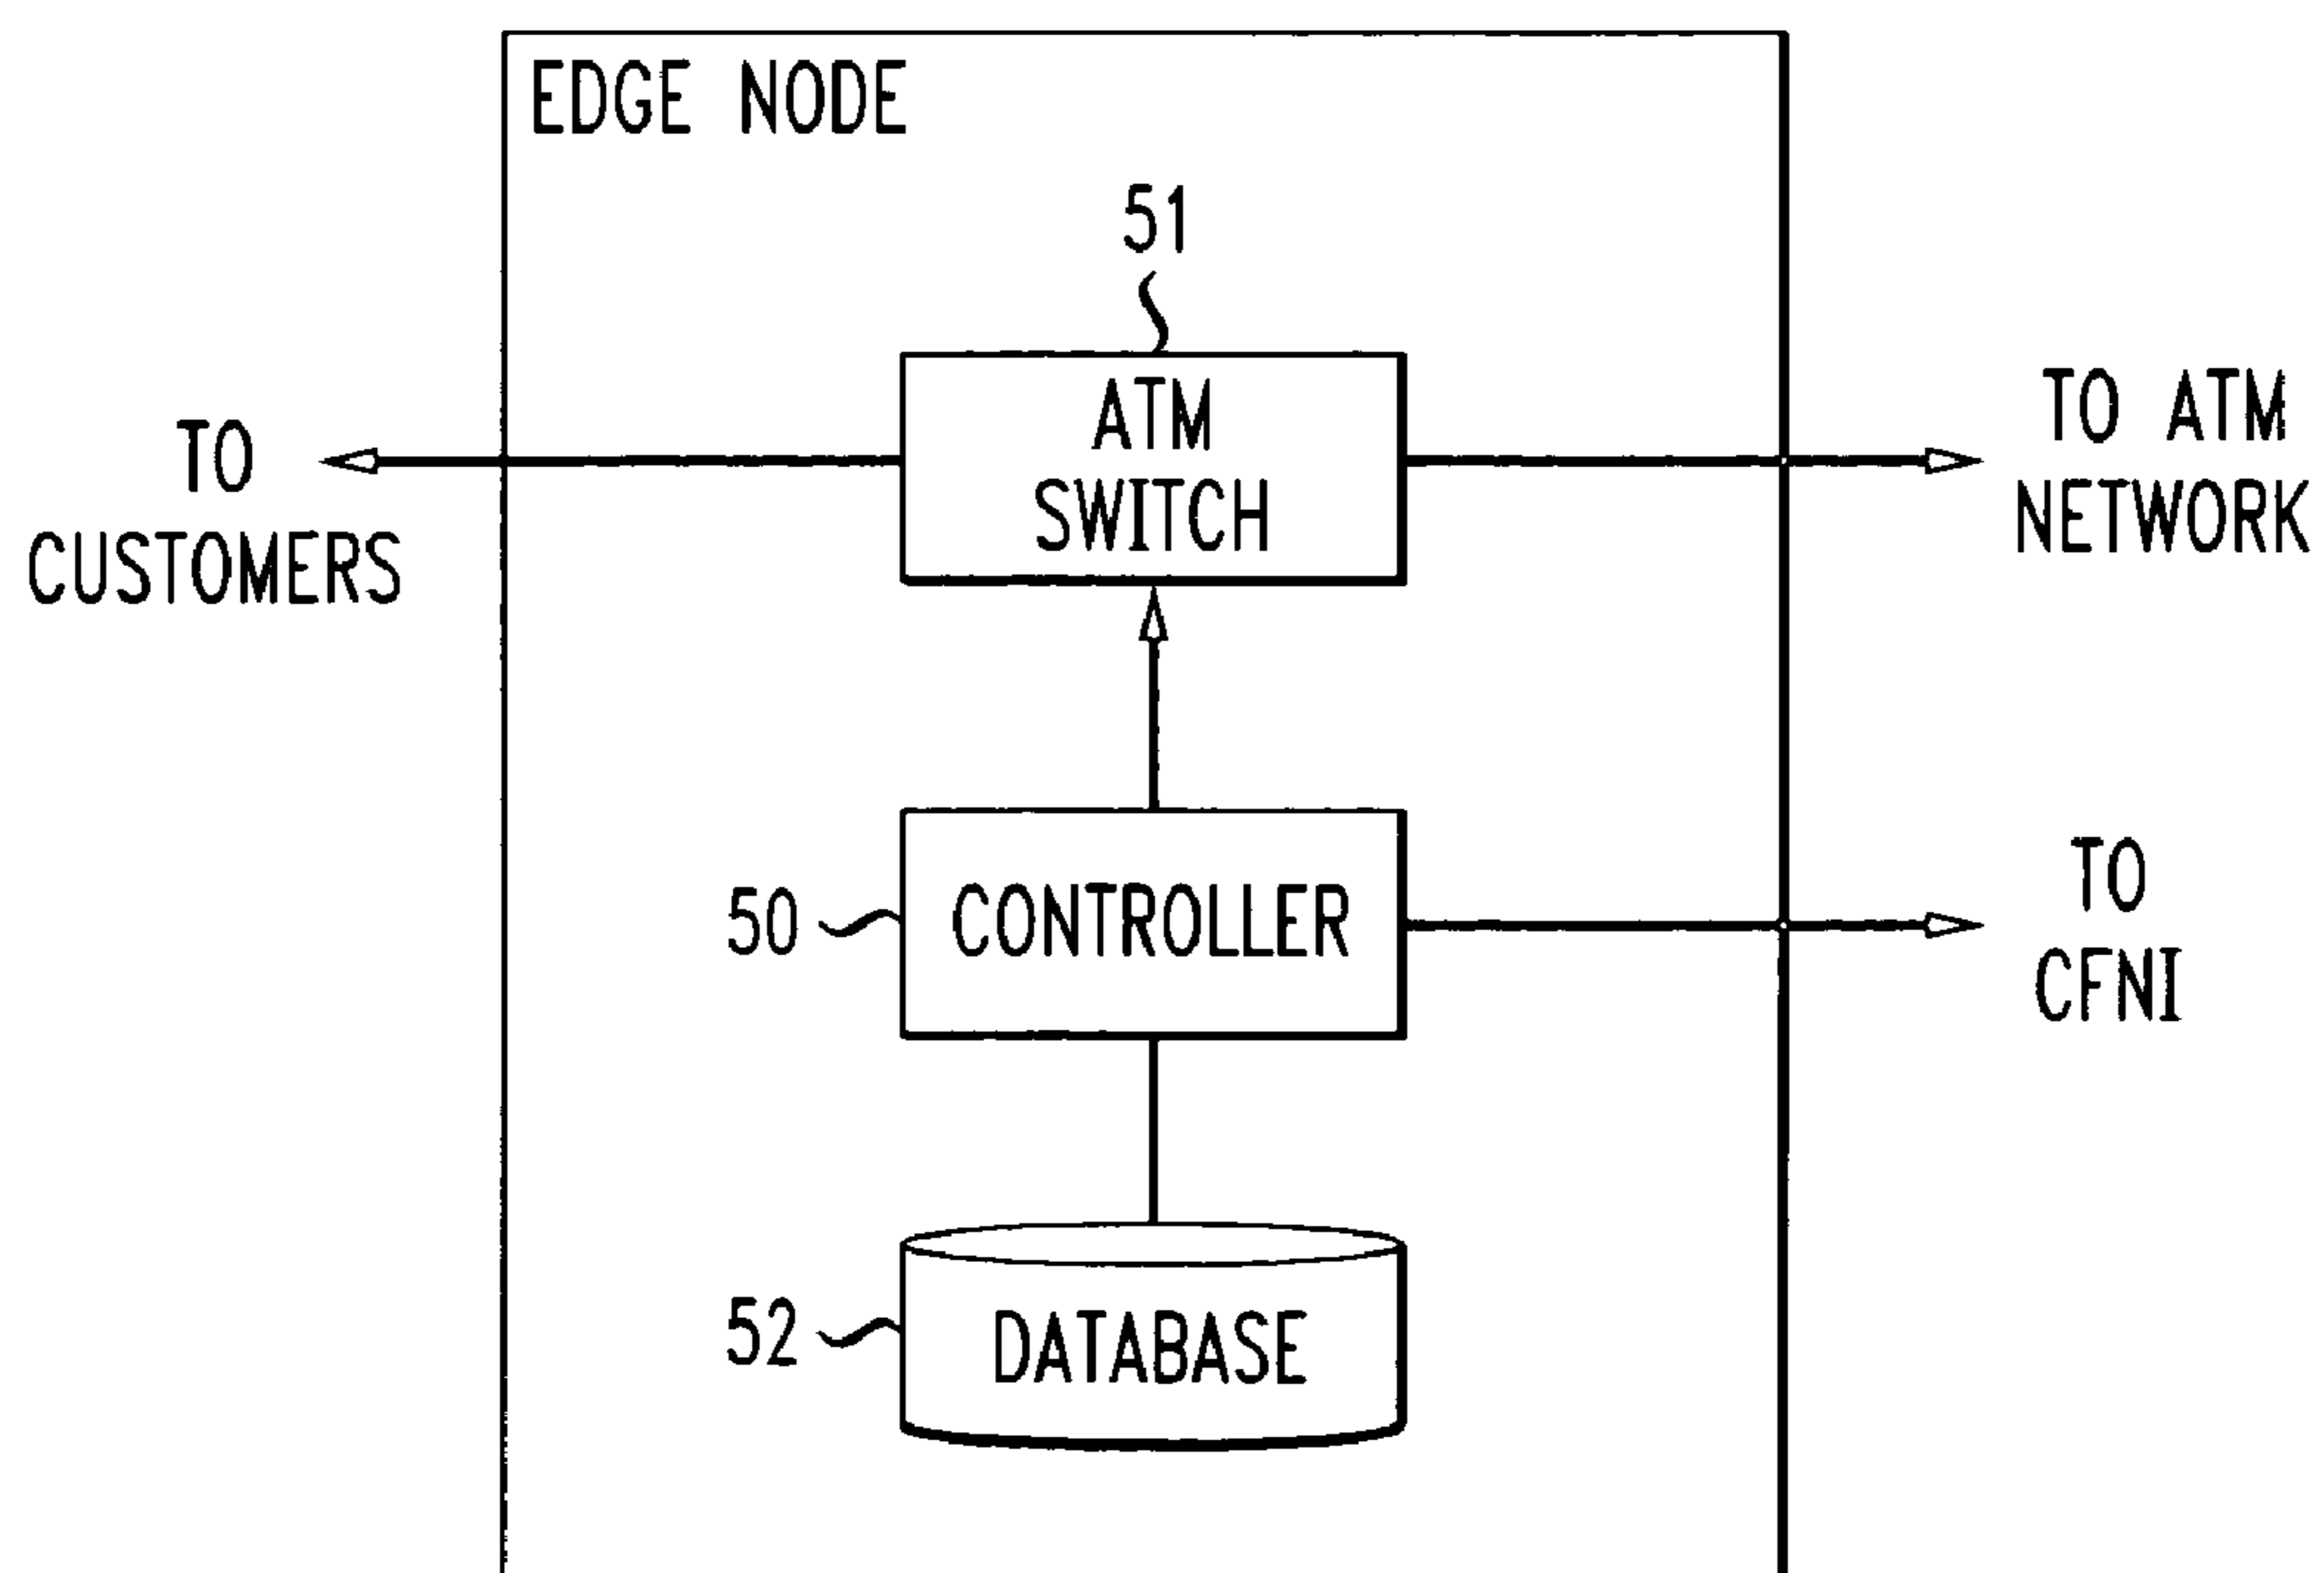 EDGE NODE
51
ATM
SWITCH
TO
CUSTOMERS
TO ATM
NETWORK
50
CONTROLLER
TO
CFNI
52
DATABASE